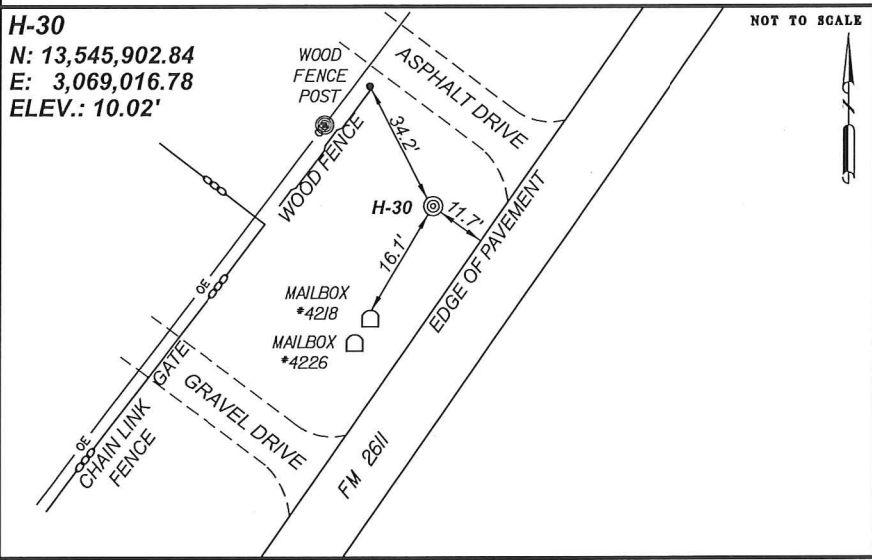 H-30
N: 13,545,902.84
E: 3,069,016.78
ELEV.: 10.02'
NOT TO SCALE
N
WOOD
FENCE
POST
ASPHALT DRIVE
34.2'
WOOD FENCE
H-30
11.7'
16.1'
EDGE OF PAVEMENT
OE
MAILBOX
#4218
MAILBOX
#4226
GATE
GRAVEL DRIVE
OE
CHAIN LINK
FENCE
FM 2611